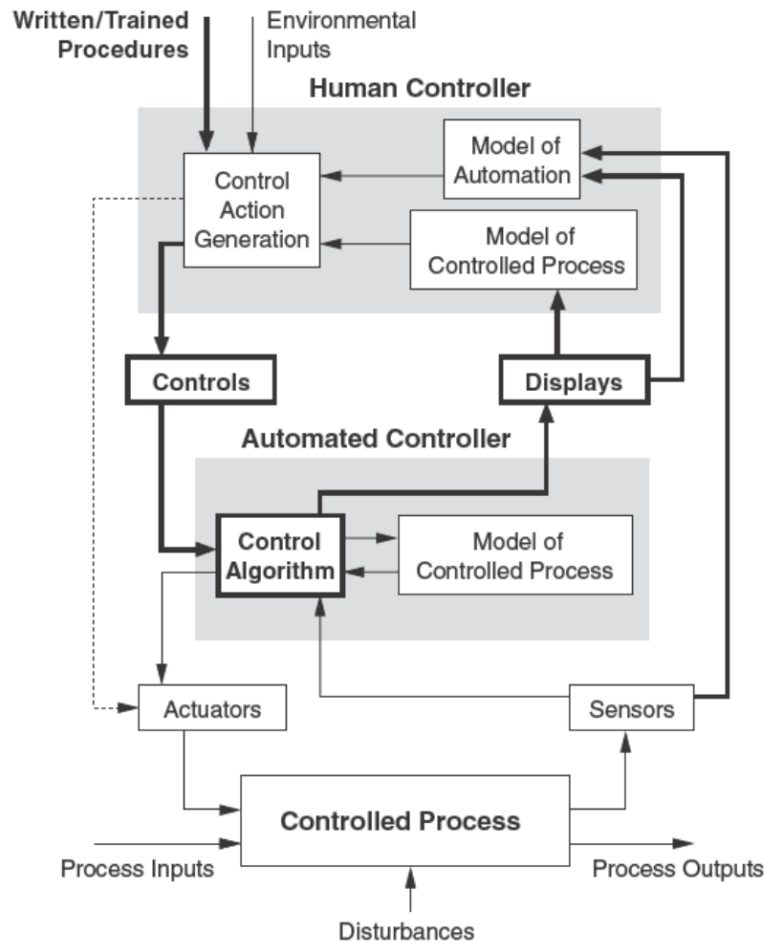 Written/Trained
Procedures
Environmental
Inputs
Human Controller
Control
Action
Generation
Model of
Automation
Model of
Controlled Process
Controls
Displays
Automated Controller
Control
Algorithm
Model of
Controlled Process
Actuators
Sensors
Controlled Process
Process Inputs
Process Outputs
Disturbances